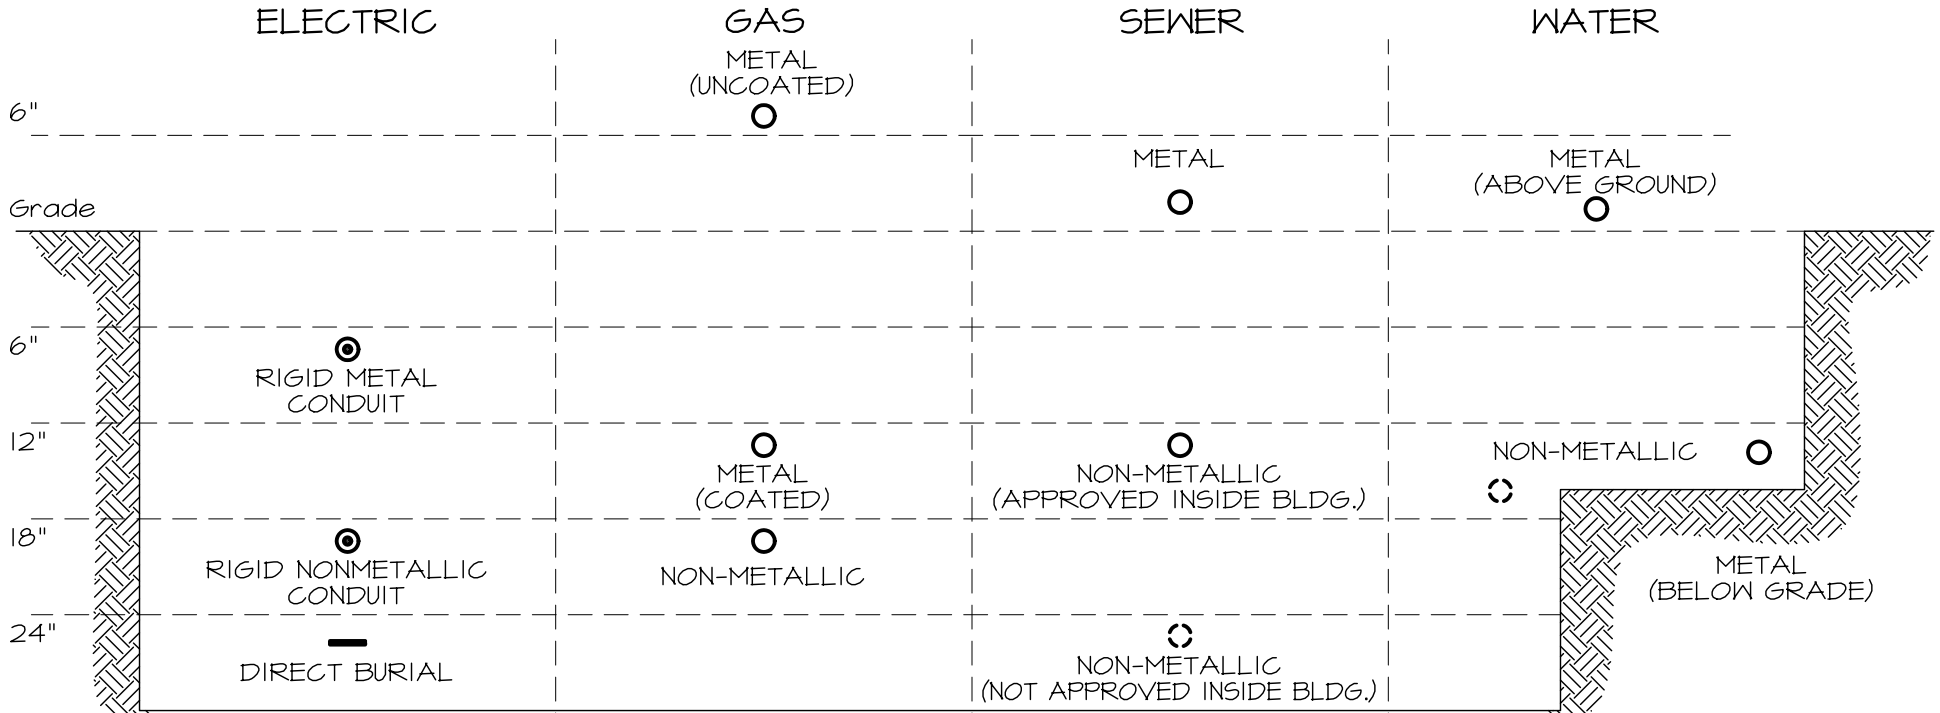 ELECTRIC GAS SEWER WATER
METAL
(UNCOATED)
6"
METAL
METAL
(ABOVE GROUND)
Grade
6"
RIGID METAL
CONDUIT
12"
METAL
(COATED)
NON-METALLIC
(APPROVED INSIDE BLDG.)
NON-METALLIC
18"
RIGID NONMETALLIC
CONDUIT
NON-METALLIC
METAL
(BELOW GRADE)
24"
DIRECT BURIAL
NON-METALLIC
(NOT APPROVED INSIDE BLDG.)